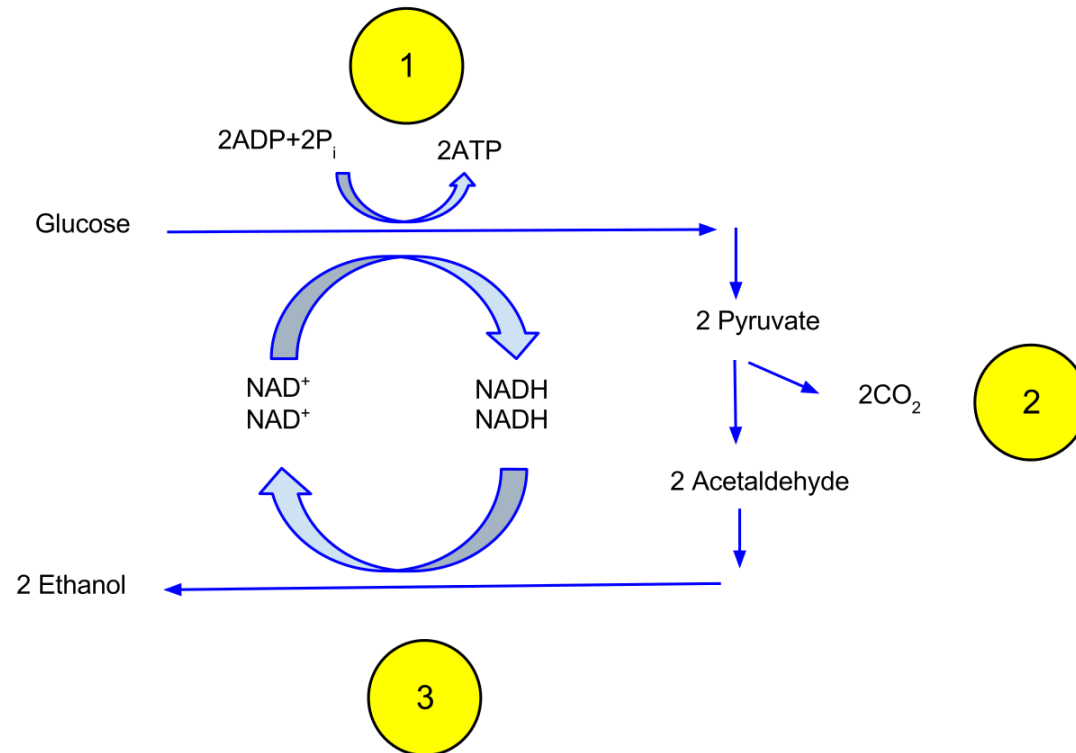 1
2ADP+2Pᵢ
2ATP
Glucose
2 Pyruvate
NAD⁺
NAD⁺
NADH
NADH
2CO₂
2
2 Acetaldehyde
2 Ethanol
3